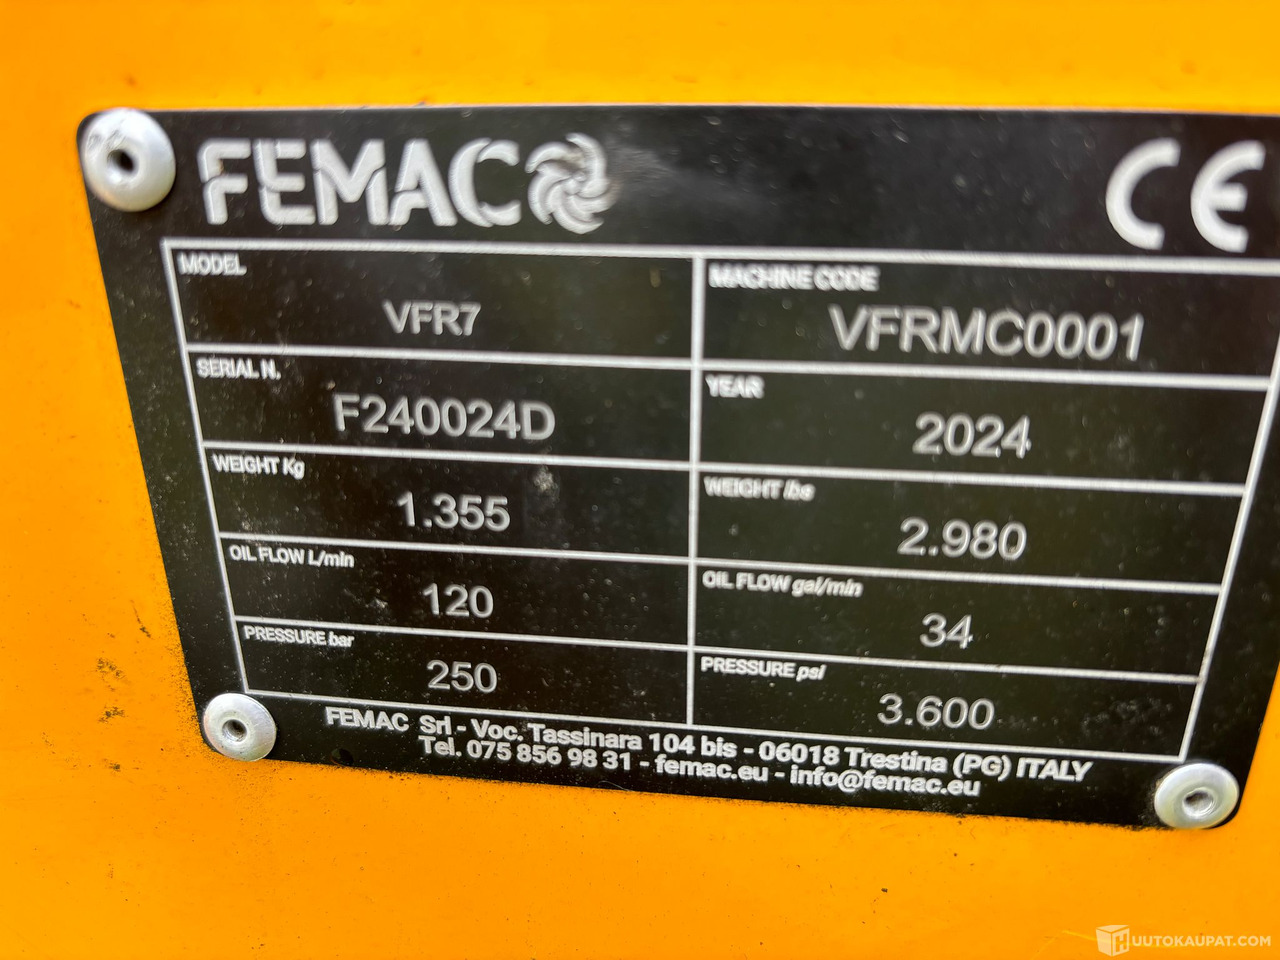 FEMAC CE
MODEL
VFR7
MACHINE CODE
VFRMC0001
SERIAL N.
F240024D
YEAR
2024
WEIGHT Kg
1.355
WEIGHT lbs
2.980
OIL FLOW L/min
120
OIL FLOW gal/min
34
PRESSURE bar
250
PRESSURE psi
3.600
FEMAC Srl - Voc. Tassinara 104 bis - 06018 Trestina (PG) ITALY
Tel. 075 856 98 31 - femac.eu - info@femac.eu
HUUTOKAUPAT.COM